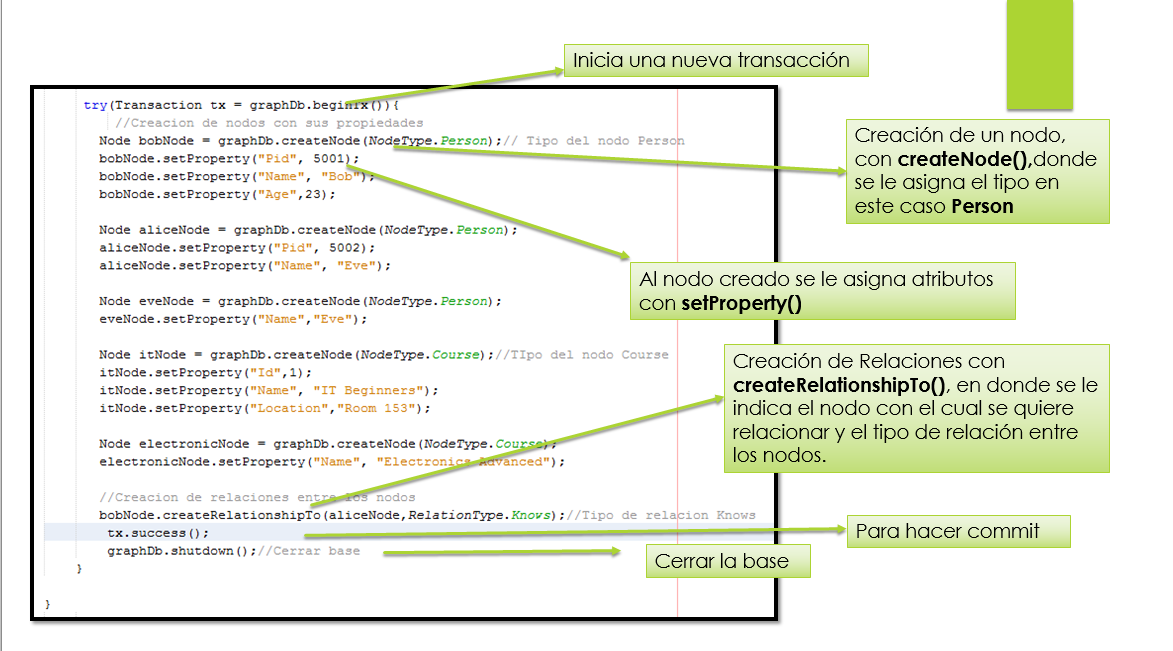 Inicia una nueva transacción
try(Transaction tx = graphDb.beginTx()){
//Creacion de nodos con sus propiedades
Node bobNode = graphDb.createNode(NodeType.Person);// Tipo del nodo Person
bobNode.setProperty("Pid", 5001);
bobNode.setProperty("Name", "Bob");
bobNode.setProperty("Age",23);
Node aliceNode = graphDb.createNode(NodeType.Person);
aliceNode.setProperty("Pid", 5002);
aliceNode.setProperty("Name", "Eve");
Node eveNode = graphDb.createNode(NodeType.Person);
eveNode.setProperty("Name","Eve");
Node itNode = graphDb.createNode(NodeType.Course);//TIpo del nodo Course
itNode.setProperty("Id",1);
itNode.setProperty("Name", "IT Beginners");
itNode.setProperty("Location","Room 153");
Node electronicNode = graphDb.createNode(NodeType.Course);
electronicNode.setProperty("Name", "Electronics Advanced");
//Creacion de relaciones entre los nodos
bobNode.createRelationshipTo(aliceNode,RelationType.Knows);//Tipo de relacion Knows
tx.success();
graphDb.shutdown();//Cerrar base
}
}
Creación de un nodo,
con createNode(),donde
se le asigna el tipo en
este caso Person
Al nodo creado se le asigna atributos
con setProperty()
Creación de Relaciones con
createRelationshipTo(), en donde se le
indica el nodo con el cual se quiere
relacionar y el tipo de relación entre
los nodos.
Para hacer commit
Cerrar la base